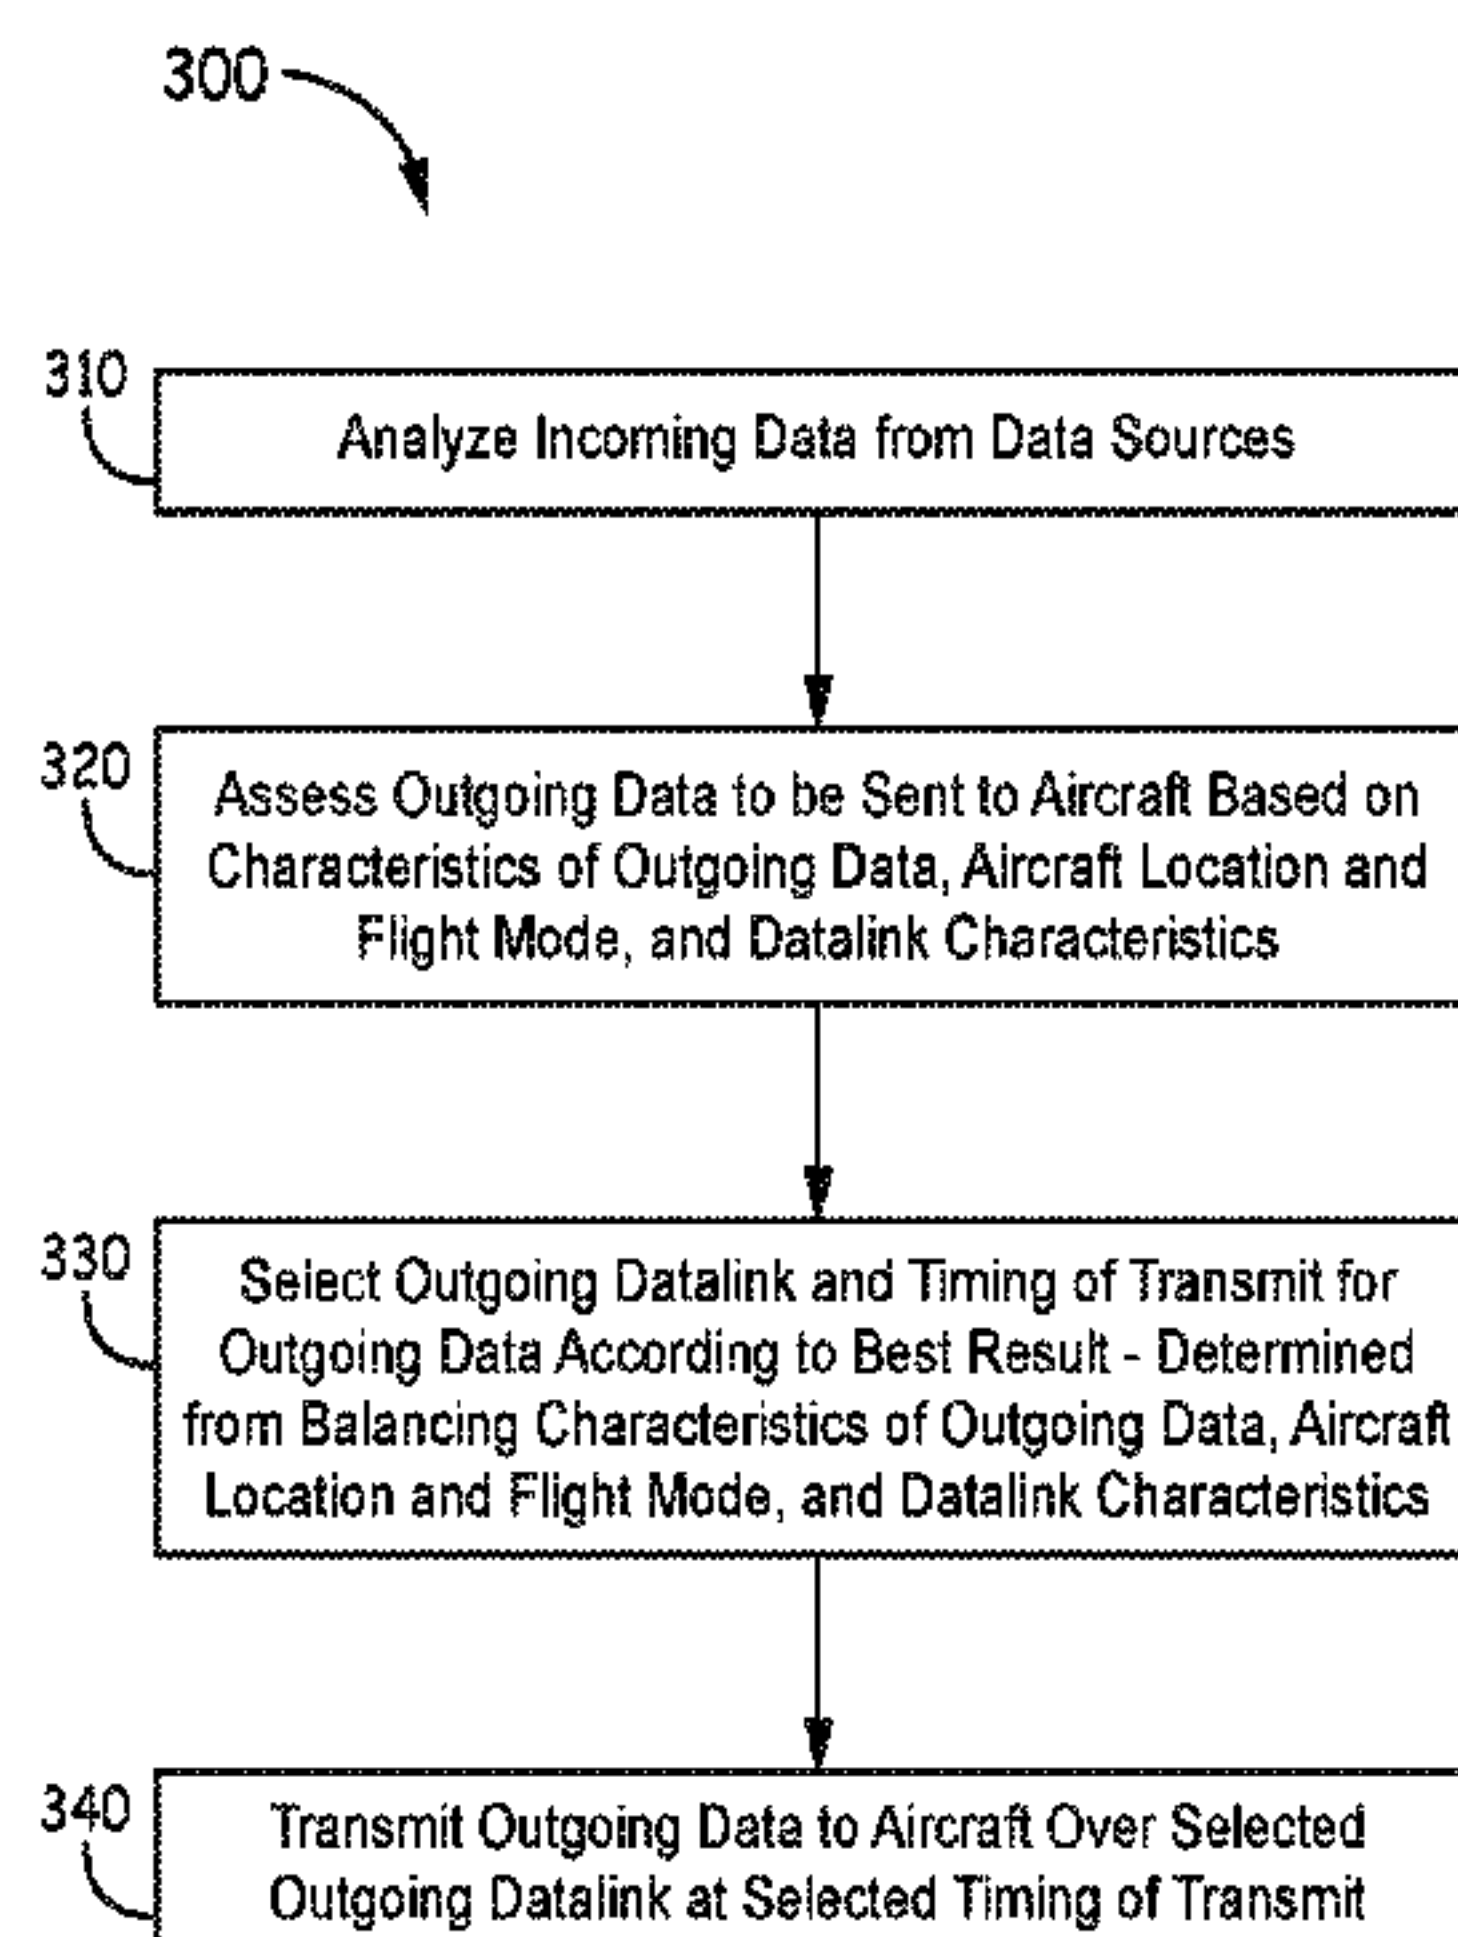 300
310
Analyze Incoming Data from Data Sources
320
Assess Outgoing Data to be Sent to Aircraft Based on
Characteristics of Outgoing Data, Aircraft Location and
Flight Mode, and Datalink Characteristics
330
Select Outgoing Datalink and Timing of Transmit for
Outgoing Data According to Best Result - Determined
from Balancing Characteristics of Outgoing Data, Aircraft
Location and Flight Mode, and Datalink Characteristics
340
Transmit Outgoing Data to Aircraft Over Selected
Outgoing Datalink at Selected Timing of Transmit